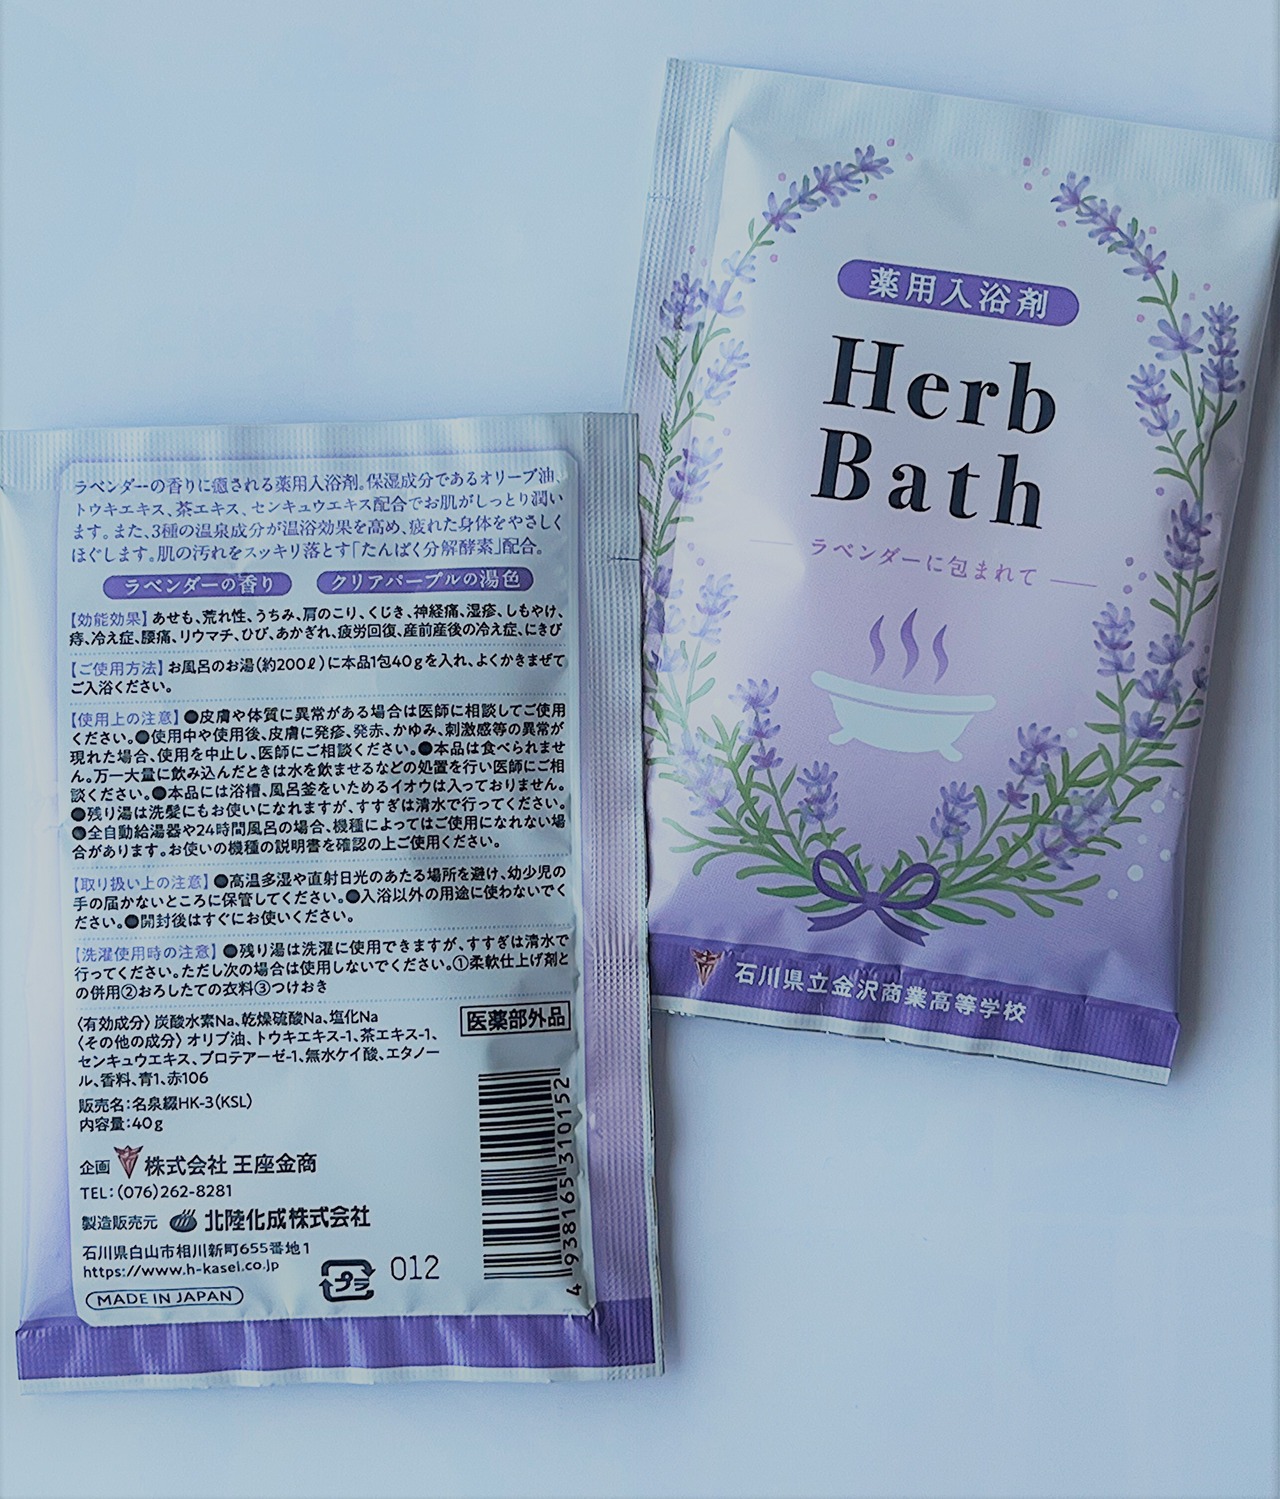 ラベンダーの香りに癒される薬用入浴剤。保湿成分であるオリーブ油、
トウキエキス、茶エキス、センキュウエキス配合でお肌がしっとり潤い
ます。また、3種の温泉成分が温浴効果を高め、疲れた身体をやさしく
ほぐします。肌の汚れをスッキリ落とす「たんぱく分解酵素」配合。
ラベンダーの香り クリアパープルの湯色
【効能効果】あせも、荒れ性、うちみ、肩のこり、くじき、神経痛、湿疹、しもやけ、
痔、冷え症、腰痛、リウマチ、ひび、あかぎれ、疲労回復、産前産後の冷え症、にきび
【ご使用方法】お風呂のお湯(約200ℓ)に本品1包40gを入れ、よくかきまぜて
ご入浴ください。
【使用上の注意】●皮膚や体質に異常がある場合は医師に相談してご使用
ください。●使用中や使用後、皮膚に発疹、発赤、かゆみ、刺激感等の異常が
現れた場合、使用を中止し、医師にご相談ください。●本品は食べられませ
ん。万一大量に飲み込んだときは水を飲ませるなどの処置を行い医師にご相
談ください。●本品には浴槽、風呂釜をいためるイオウは入っておりません。
●残り湯は洗髪にもお使いになれますが、すすぎは清水で行ってください。
●全自動給湯器や24時間風呂の場合、機種によってはご使用になれない場
合があります。お使いの機種の説明書を確認の上ご使用ください。
【取り扱い上の注意】●高温多湿や直射日光のあたる場所を避け、幼少児の
手の届かないところに保管してください。●入浴以外の用途に使わないでく
ださい。●開封後はすぐにお使いください。
【洗濯使用時の注意】●残り湯は洗濯に使用できますが、すすぎは清水で
行ってください。ただし次の場合は使用しないでください。①柔軟仕上げ剤と
の併用②おろしたての衣料③つけおき
〈有効成分〉炭酸水素Na、乾燥硫酸Na、塩化Na
〈その他の成分〉オリブ油、トウキエキス-1、茶エキス-1、
センキュウエキス、プロテアーゼ-1、無水ケイ酸、エタノー
ル、香料、青1、赤106
医薬部外品
販売名:名泉綴HK-3(KSL)
内容量:40g
企画 株式会社 王座金商
TEL:(076)262-8281
製造販売元 北陸化成株式会社
石川県白山市相川新町655番地1
https://www.h-kasei.co.jp
プラ 012
MADE IN JAPAN
4 938165 310152
薬用入浴剤
Herb
Bath
ラベンダーに包まれて
石川県立金沢商業高等学校